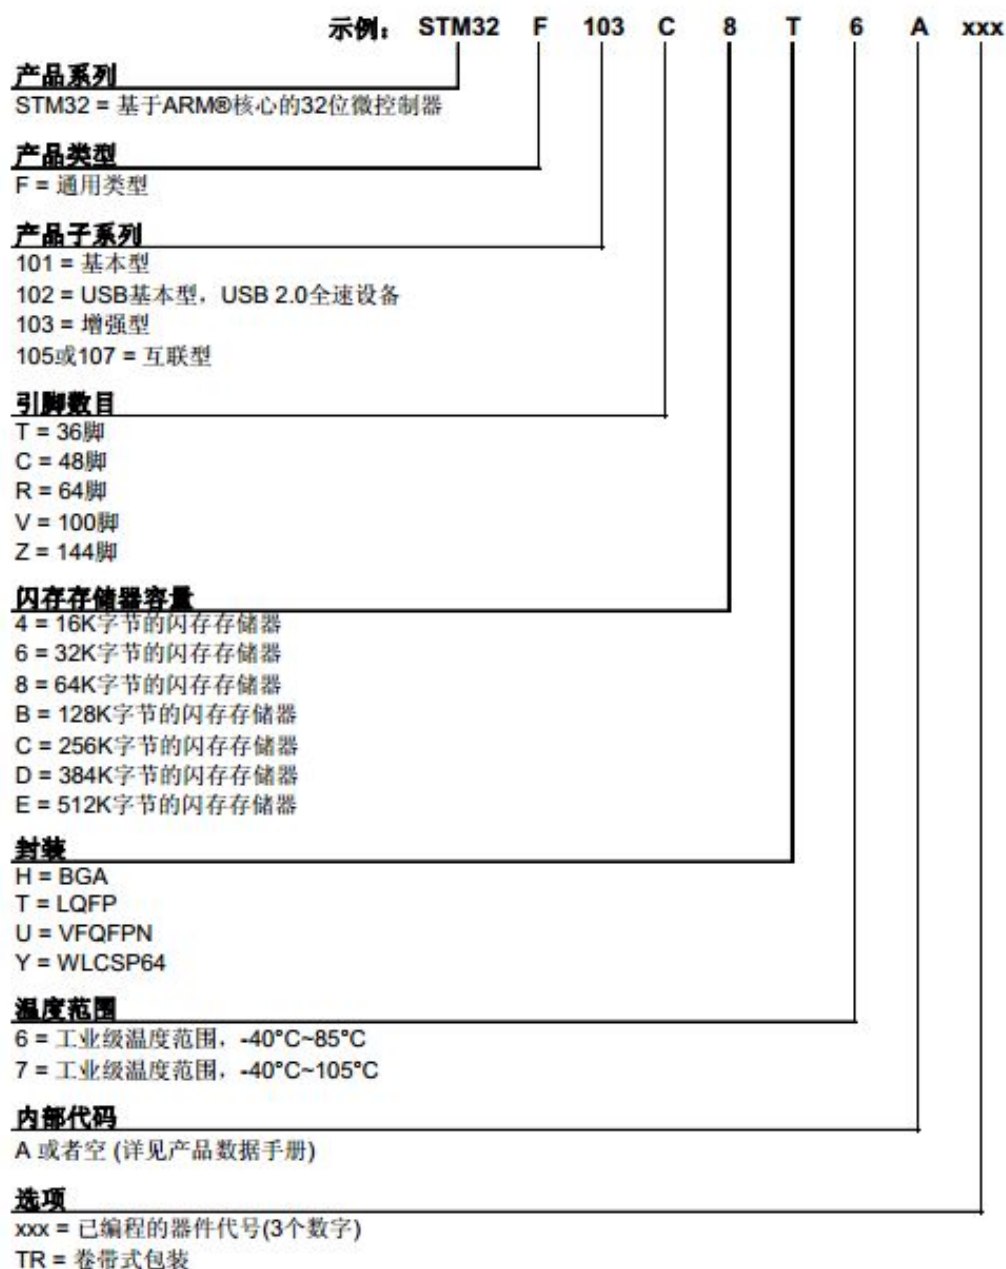 示例: STM32 F 103 C 8 T 6 A xxx
产品系列
STM32 = 基于ARM®核心的32位微控制器
产品类型
F = 通用类型
产品子系列
101 = 基本型
102 = USB基本型，USB 2.0全速设备
103 = 增强型
105或107 = 互联型
引脚数目
T = 36脚
C = 48脚
R = 64脚
V = 100脚
Z = 144脚
闪存存储器容量
4 = 16K字节的闪存存储器
6 = 32K字节的闪存存储器
8 = 64K字节的闪存存储器
B = 128K字节的闪存存储器
C = 256K字节的闪存存储器
D = 384K字节的闪存存储器
E = 512K字节的闪存存储器
封装
H = BGA
T = LQFP
U = VFQFPN
Y = WLCSP64
温度范围
6 = 工业级温度范围，-40°C~85°C
7 = 工业级温度范围，-40°C~105°C
内部代码
A 或者空 (详见产品数据手册)
选项
xxx = 已编程的器件代号(3个数字)
TR = 卷带式包装